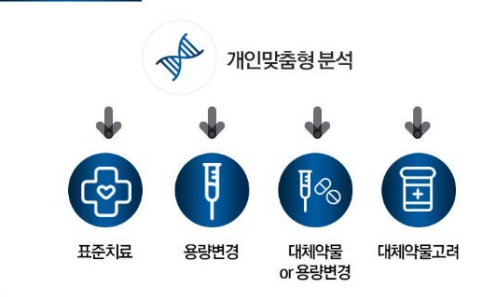 개인맞춤형 분석
표준치료
용량변경
대체약물
or 용량변경
대체약물고려